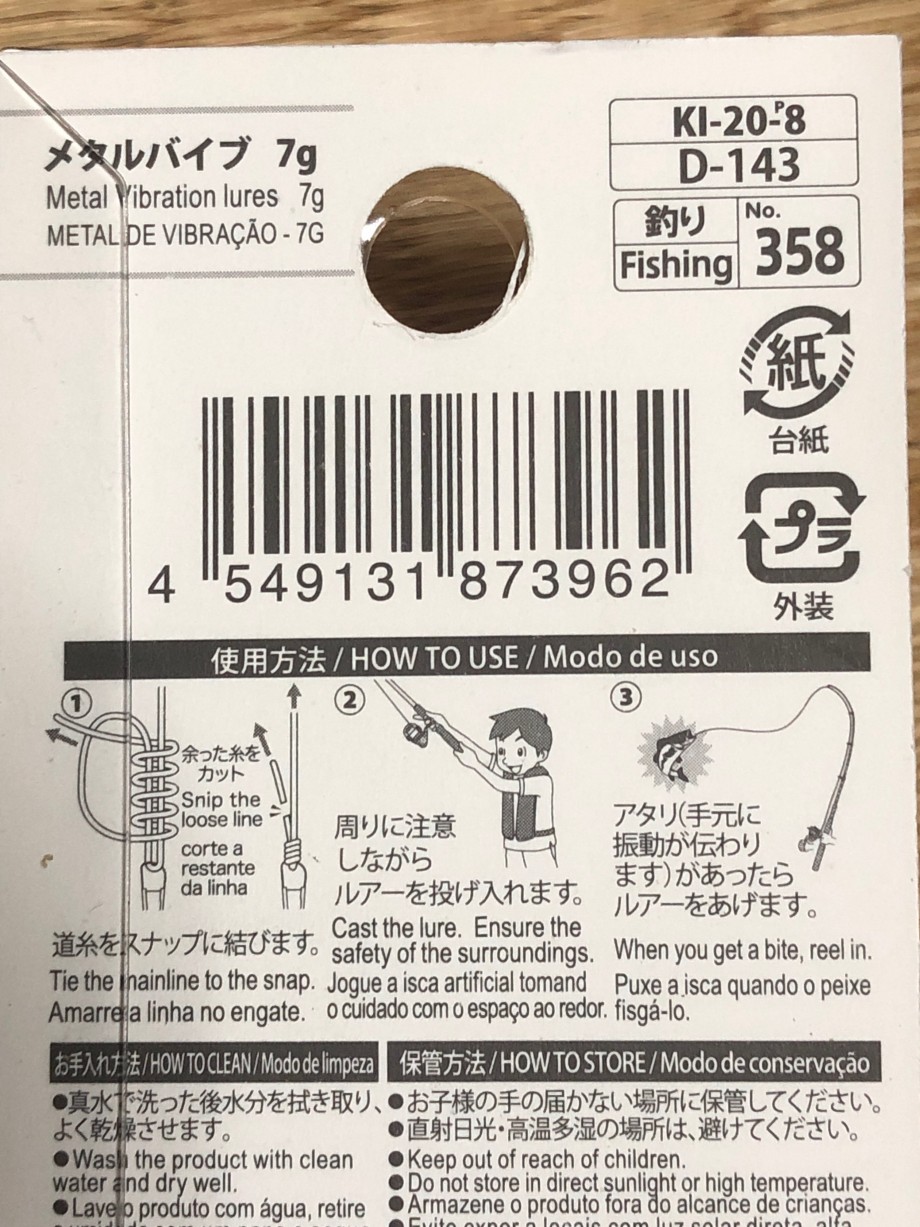 メタルバイブ 7g
Metal Vibration lures 7g
METAL DE VIBRAÇÃO - 7G
KI-20-P8
D-143
釣り
Fishing
No.
358
紙
台紙
プラ
外装
4 549131 873962
使用方法 / HOW TO USE / Modo de uso
1
余った糸を
カット
Snip the
loose line
corte a
restante
da linha
道糸をスナップに結びます。
Tie the mainline to the snap.
Amarre a linha no engate.
2
周りに注意
しながら
ルアーを投げ入れます。
Cast the lure. Ensure the
safety of the surroundings.
Jogue a isca artificial tomand
o cuidado com o espaço ao redor.
3
アタリ(手元に
振動が伝わり
ます)があったら
ルアーをあげます。
When you get a bite, reel in.
Puxe a isca quando o peixe
fisgá-lo.
お手入れ方法 / HOW TO CLEAN / Modo de limpeza
●真水で洗った後水分を拭き取り、
よく乾燥させます。
●Wash the product with clean
water and dry well.
●Lave o produto com água, retire
保管方法 / HOW TO STORE / Modo de conservação
●お子様の手の届かない場所に保管してください。
●直射日光・高温多湿の場所は、避けてください。
●Keep out of reach of children.
●Do not store in direct sunlight or high temperature.
●Armazene o produto fora do alcance de crianças.
●Evite expor a locais com luz solar direta, alta